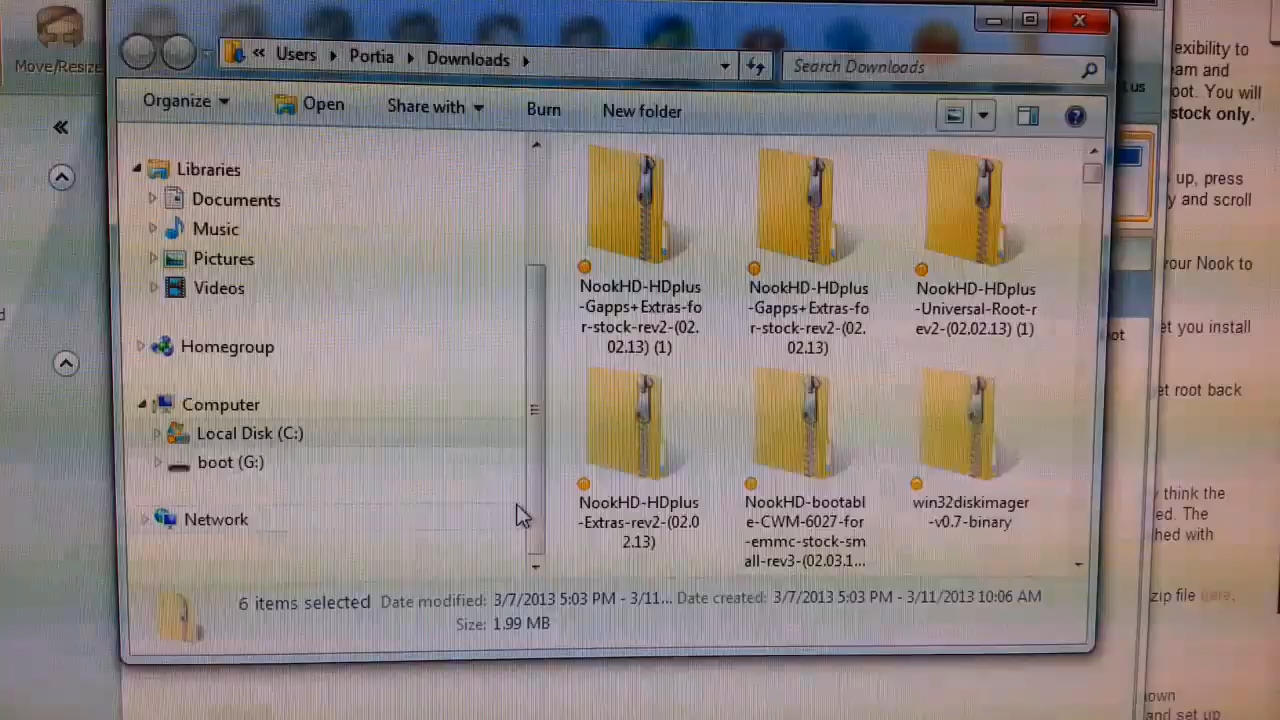 Move/Resize
« Users Portia Downloads
Search Downloads
Organize
Open
Share with
Burn
New folder
Libraries
Documents
Music
Pictures
Videos
Homegroup
Computer
Local Disk (C:)
boot (G:)
Network
NookHD-HDplus
-Gapps+Extras-fo
r-stock-rev2-(02.
02.13) (1)
NookHD-HDplus
-Gapps+Extras-fo
r-stock-rev2-(02.
02.13)
NookHD-HDplus
-Universal-Root-r
ev2-(02.02.13) (1)
NookHD-HDplus
-Extras-rev2-(02.0
2.13)
NookHD-bootabl
e-CWM-6027-for
-emmc-stock-sm
all-rev3-(02.03.1...
win32diskimager
-v0.7-binary
6 items selected
Date modified: 3/7/2013 5:03 PM - 3/11...
Date created: 3/7/2013 5:03 PM - 3/11/2013 10:06 AM
Size: 1.99 MB
exibility to
am and
oot. You will
stock only.
up, press
y and scroll
your Nook to
et you install
et root back
think the
ed. The
hed with
zip file here.
own
and set up
us
ot